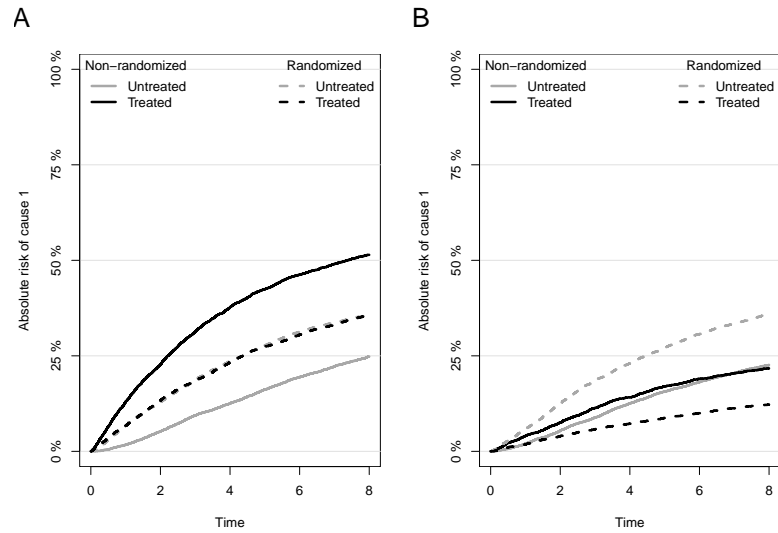 A
Non−randomized Randomized
Untreated Untreated
Treated Treated
100 %
75 %
50 %
25 %
0 %
Absolute risk of cause 1
0 2 4 6 8
Time
B
Non−randomized Randomized
Untreated Untreated
Treated Treated
100 %
75 %
50 %
25 %
0 %
Absolute risk of cause 1
0 2 4 6 8
Time